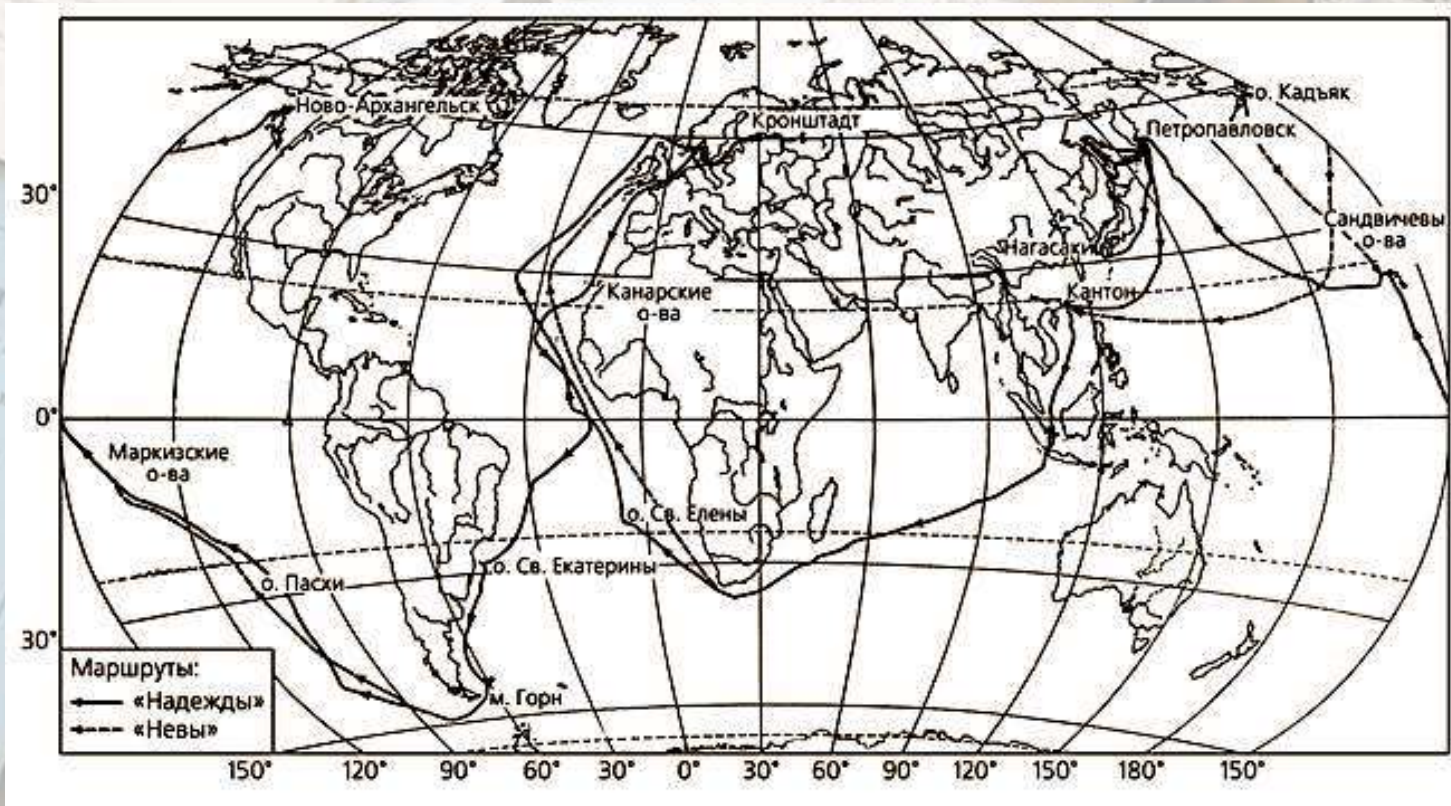 Ново-Архангельск
Кронштадт
о. Кадъяк
Петропавловск
30°
Сандвичевы
о-ва
Нагасаки
Канарские
о-ва
Кантон
0°
Маркизские
о-ва
о. Св. Елены
о. Св. Екатерины
о. Пасхи
30°
Маршруты:
«Надежды»
«Невы»
м. Горн
150° 120° 90° 60° 30° 0° 30° 60° 90° 120° 150° 180° 150°